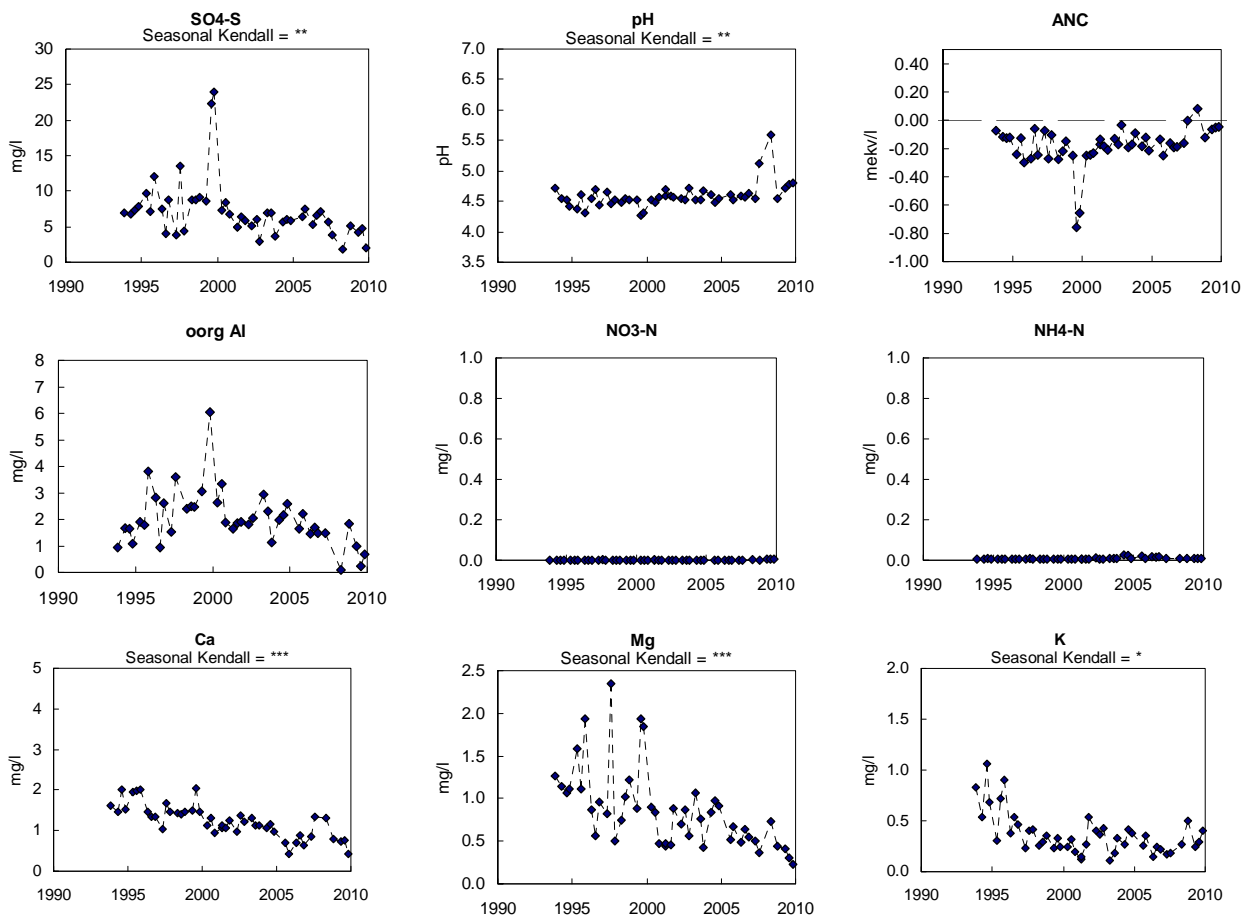 SO4-S
Seasonal Kendall = **
30
25
20
15
10
5
0
mg/l
1990 1995 2000 2005 2010
pH
Seasonal Kendall = **
7.0
6.5
6.0
5.5
5.0
4.5
4.0
3.5
pH
1990 1995 2000 2005 2010
ANC
0.40
0.20
0.00
-0.20
-0.40
-0.60
-0.80
-1.00
mekv/l
1990 1995 2000 2005 2010
oorg Al
8
7
6
5
4
3
2
1
0
mg/l
1990 1995 2000 2005 2010
NO3-N
1.0
0.8
0.6
0.4
0.2
0.0
mg/l
1990 1995 2000 2005 2010
NH4-N
1.0
0.8
0.6
0.4
0.2
0.0
mg/l
1990 1995 2000 2005 2010
Ca
Seasonal Kendall = ***
5
4
3
2
1
0
mg/l
1990 1995 2000 2005 2010
Mg
Seasonal Kendall = ***
2.5
2.0
1.5
1.0
0.5
0.0
mg/l
1990 1995 2000 2005 2010
K
Seasonal Kendall = *
2.0
1.5
1.0
0.5
0.0
mg/l
1990 1995 2000 2005 2010